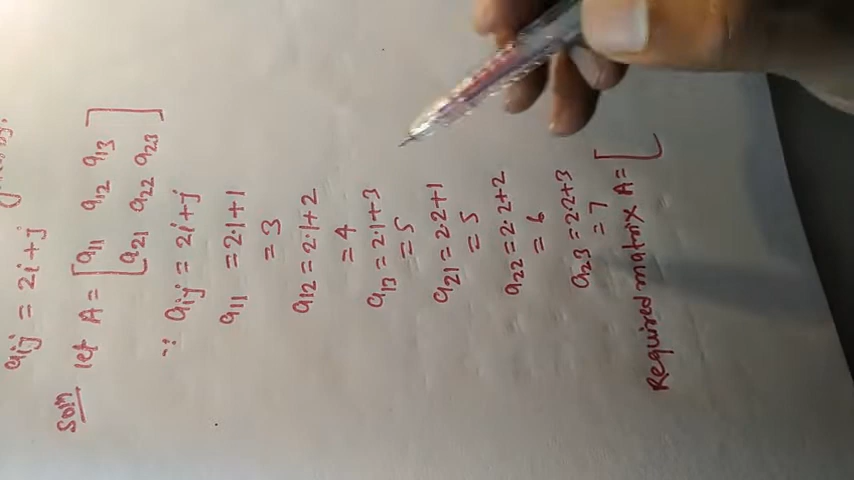 aij = 2i+j
Soln let A = [a11 a12 a13
a21 a22 a23]
∵ aij = 2i+j
a11 = 2·1+1
= 3
a12 = 2·1+2
= 4
a13 = 2·1+3
= 5
a21 = 2·2+1
= 5
a22 = 2·2+2
= 6
a23 = 2·2+3
= 7
Required matrix A = [